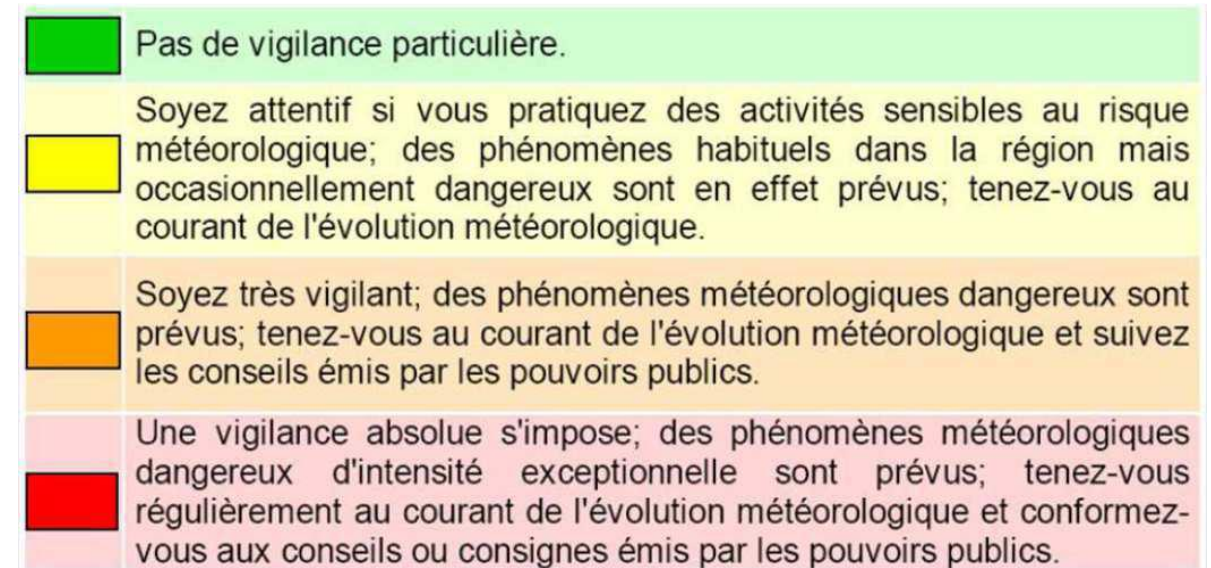 Pas de vigilance particulière.
Soyez attentif si vous pratiquez des activités sensibles au risque
météorologique; des phénomènes habituels dans la région mais
occasionnellement dangereux sont en effet prévus; tenez-vous au
courant de l'évolution météorologique.
Soyez très vigilant; des phénomènes météorologiques dangereux sont
prévus; tenez-vous au courant de l'évolution météorologique et suivez
les conseils émis par les pouvoirs publics.
Une vigilance absolue s'impose; des phénomènes météorologiques
dangereux d'intensité exceptionnelle sont prévus; tenez-vous
régulièrement au courant de l'évolution météorologique et conformez-
vous aux conseils ou consignes émis par les pouvoirs publics.